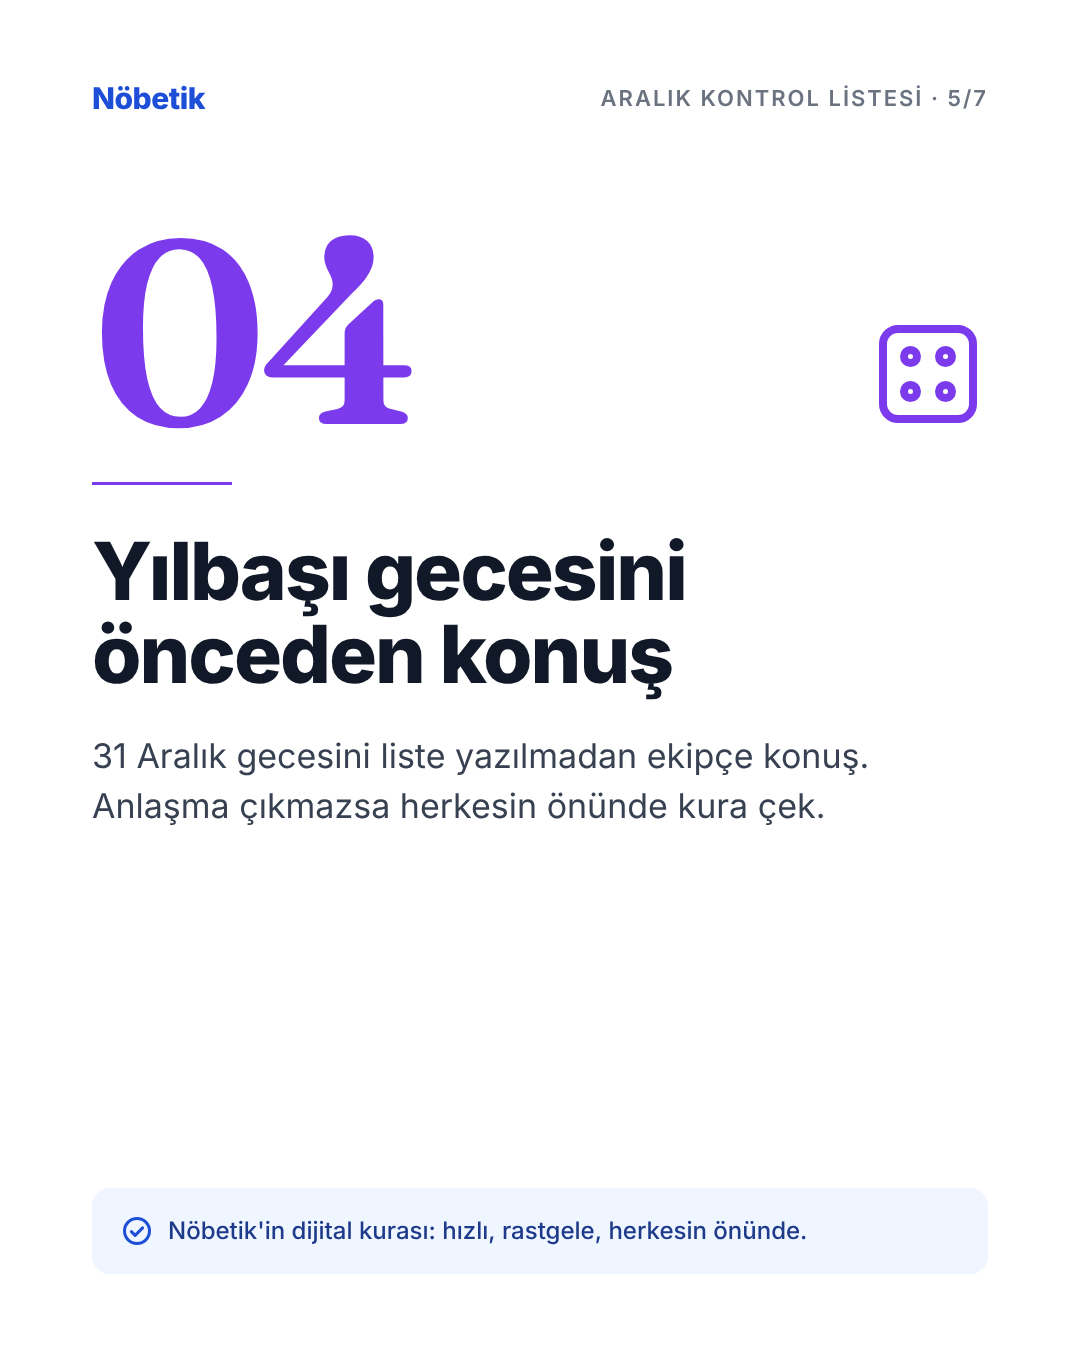 Nöbetik
ARALIK KONTROL LİSTESİ · 5/7
04
Yılbaşı gecesini
önceden konuş
31 Aralık gecesini liste yazılmadan ekipçe konuş.
Anlaşma çıkmazsa herkesin önünde kura çek.
Nöbetik'in dijital kurası: hızlı, rastgele, herkesin önünde.